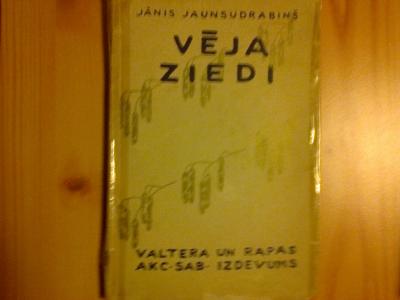 JĀNIS JAUNSUDRABIŅŠ
VĒJA
ZIEDI
VALTERA UN RAPAS
AKC-SAB- IZDEVUMS